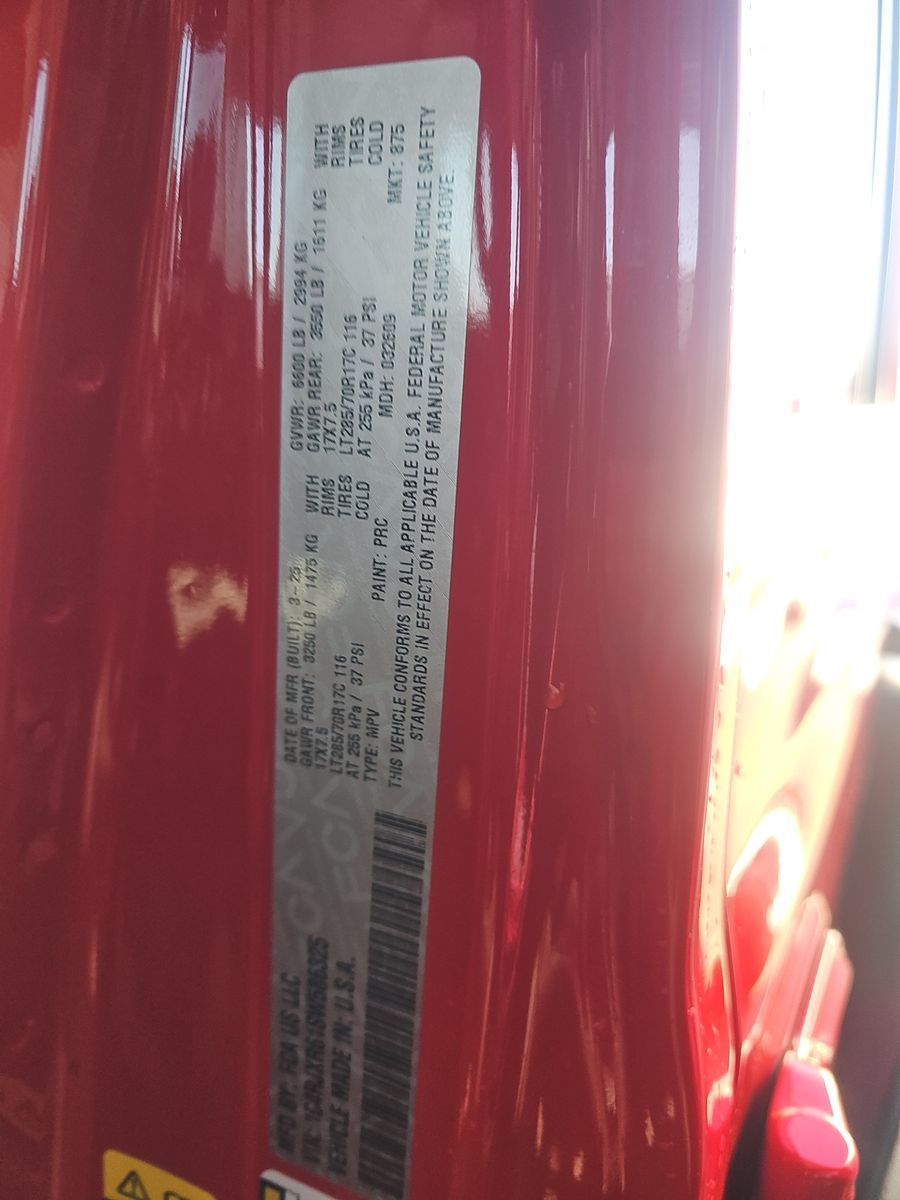 MFD BY: FCA US LLC
VEHICLE MADE IN: U.S.A.
DATE OF MFR (BUILT): 3-25
GAWR FRONT: 3250 LB / 1475 KG WITH
17X7.5 RIMS
LT285/70R17C 116 TIRES
AT 255 kPa / 37 PSI COLD
TYPE: MPV PAINT: PRC
GVWR: 6600 LB / 2994 KG
GAWR REAR: 3550 LB / 1611 KG WITH
17X7.5 RIMS
LT285/70R17C 116 TIRES
AT 255 kPa / 37 PSI COLD
MDH: 032609 MKT: 875
THIS VEHICLE CONFORMS TO ALL APPLICABLE U.S.A. FEDERAL MOTOR VEHICLE SAFETY
STANDARDS IN EFFECT ON THE DATE OF MANUFACTURE SHOWN ABOVE.